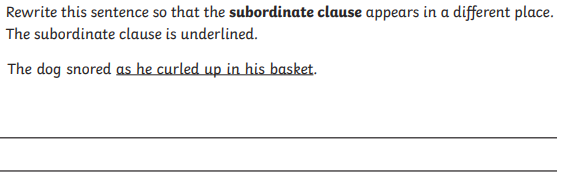 Rewrite this sentence so that the subordinate clause appears in a different place.
The subordinate clause is underlined.
The dog snored as he curled up in his basket.